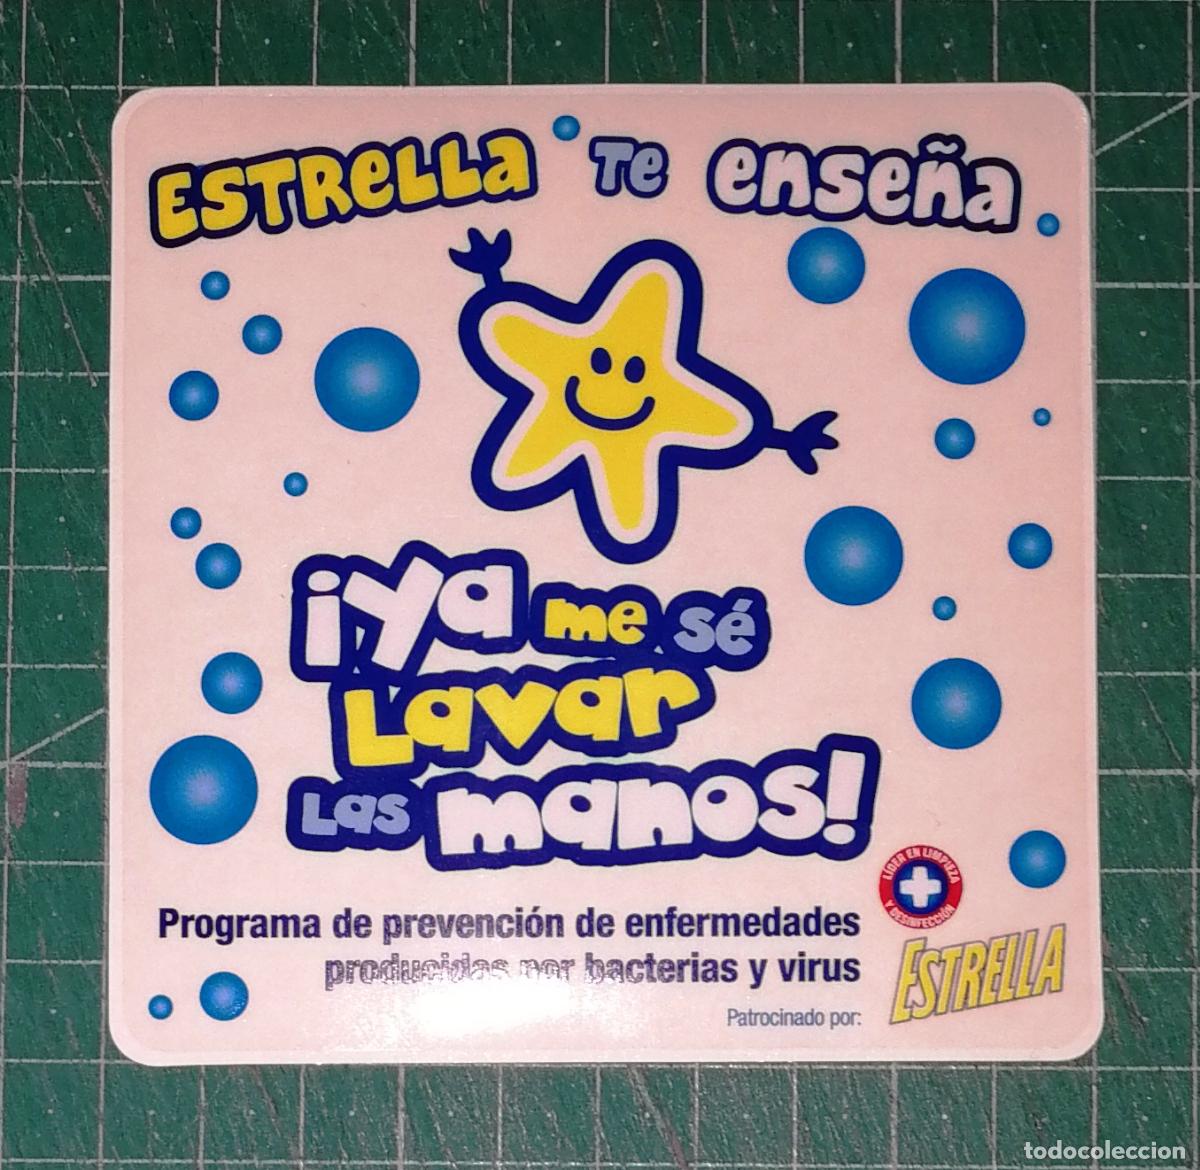 ESTRELLA Te enseña
¡Ya me sé
Lavar
Las manos!
LÍDER EN LIMPIEZA
Y DESINFECCIÓN
Programa de prevención de enfermedades
producidas por bacterias y virus
ESTRELLA
Patrocinado por:
todocoleccion